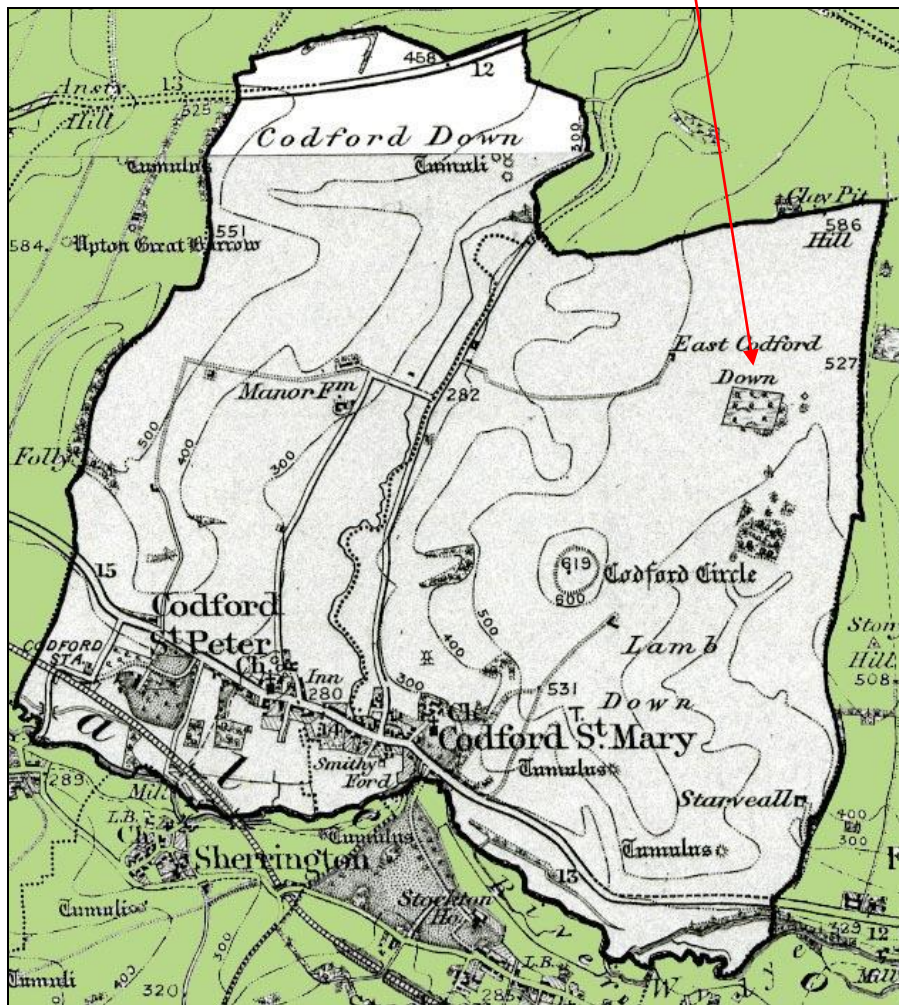 458
12
Ansty
13
Hill
525
Codford Down
300
Tumulus
Tumuli
Clay Pit
586
Hill
551
584
Upton Great Barrow
East Codford
527
Down
Manor Fm
282
500
400
300
Folly
619
Codford Circle
600
15
Codford
St Peter
500
400
Lamb
Stony
Hill
508
CODFORD
STA.
Ch.
Inn
280
300
531
Down
14
Ch.
Codford St. Mary
Smithy
Ford
Tumulus
289
Mill
Starveall
400
300
L.B.
Ch.
Tumulus
Sherrington
Tumulus
13
Tumuli
Stockton
Ho.
329
12
Mill
300
400
Tumuli
320
L.B.
285
River Wylye